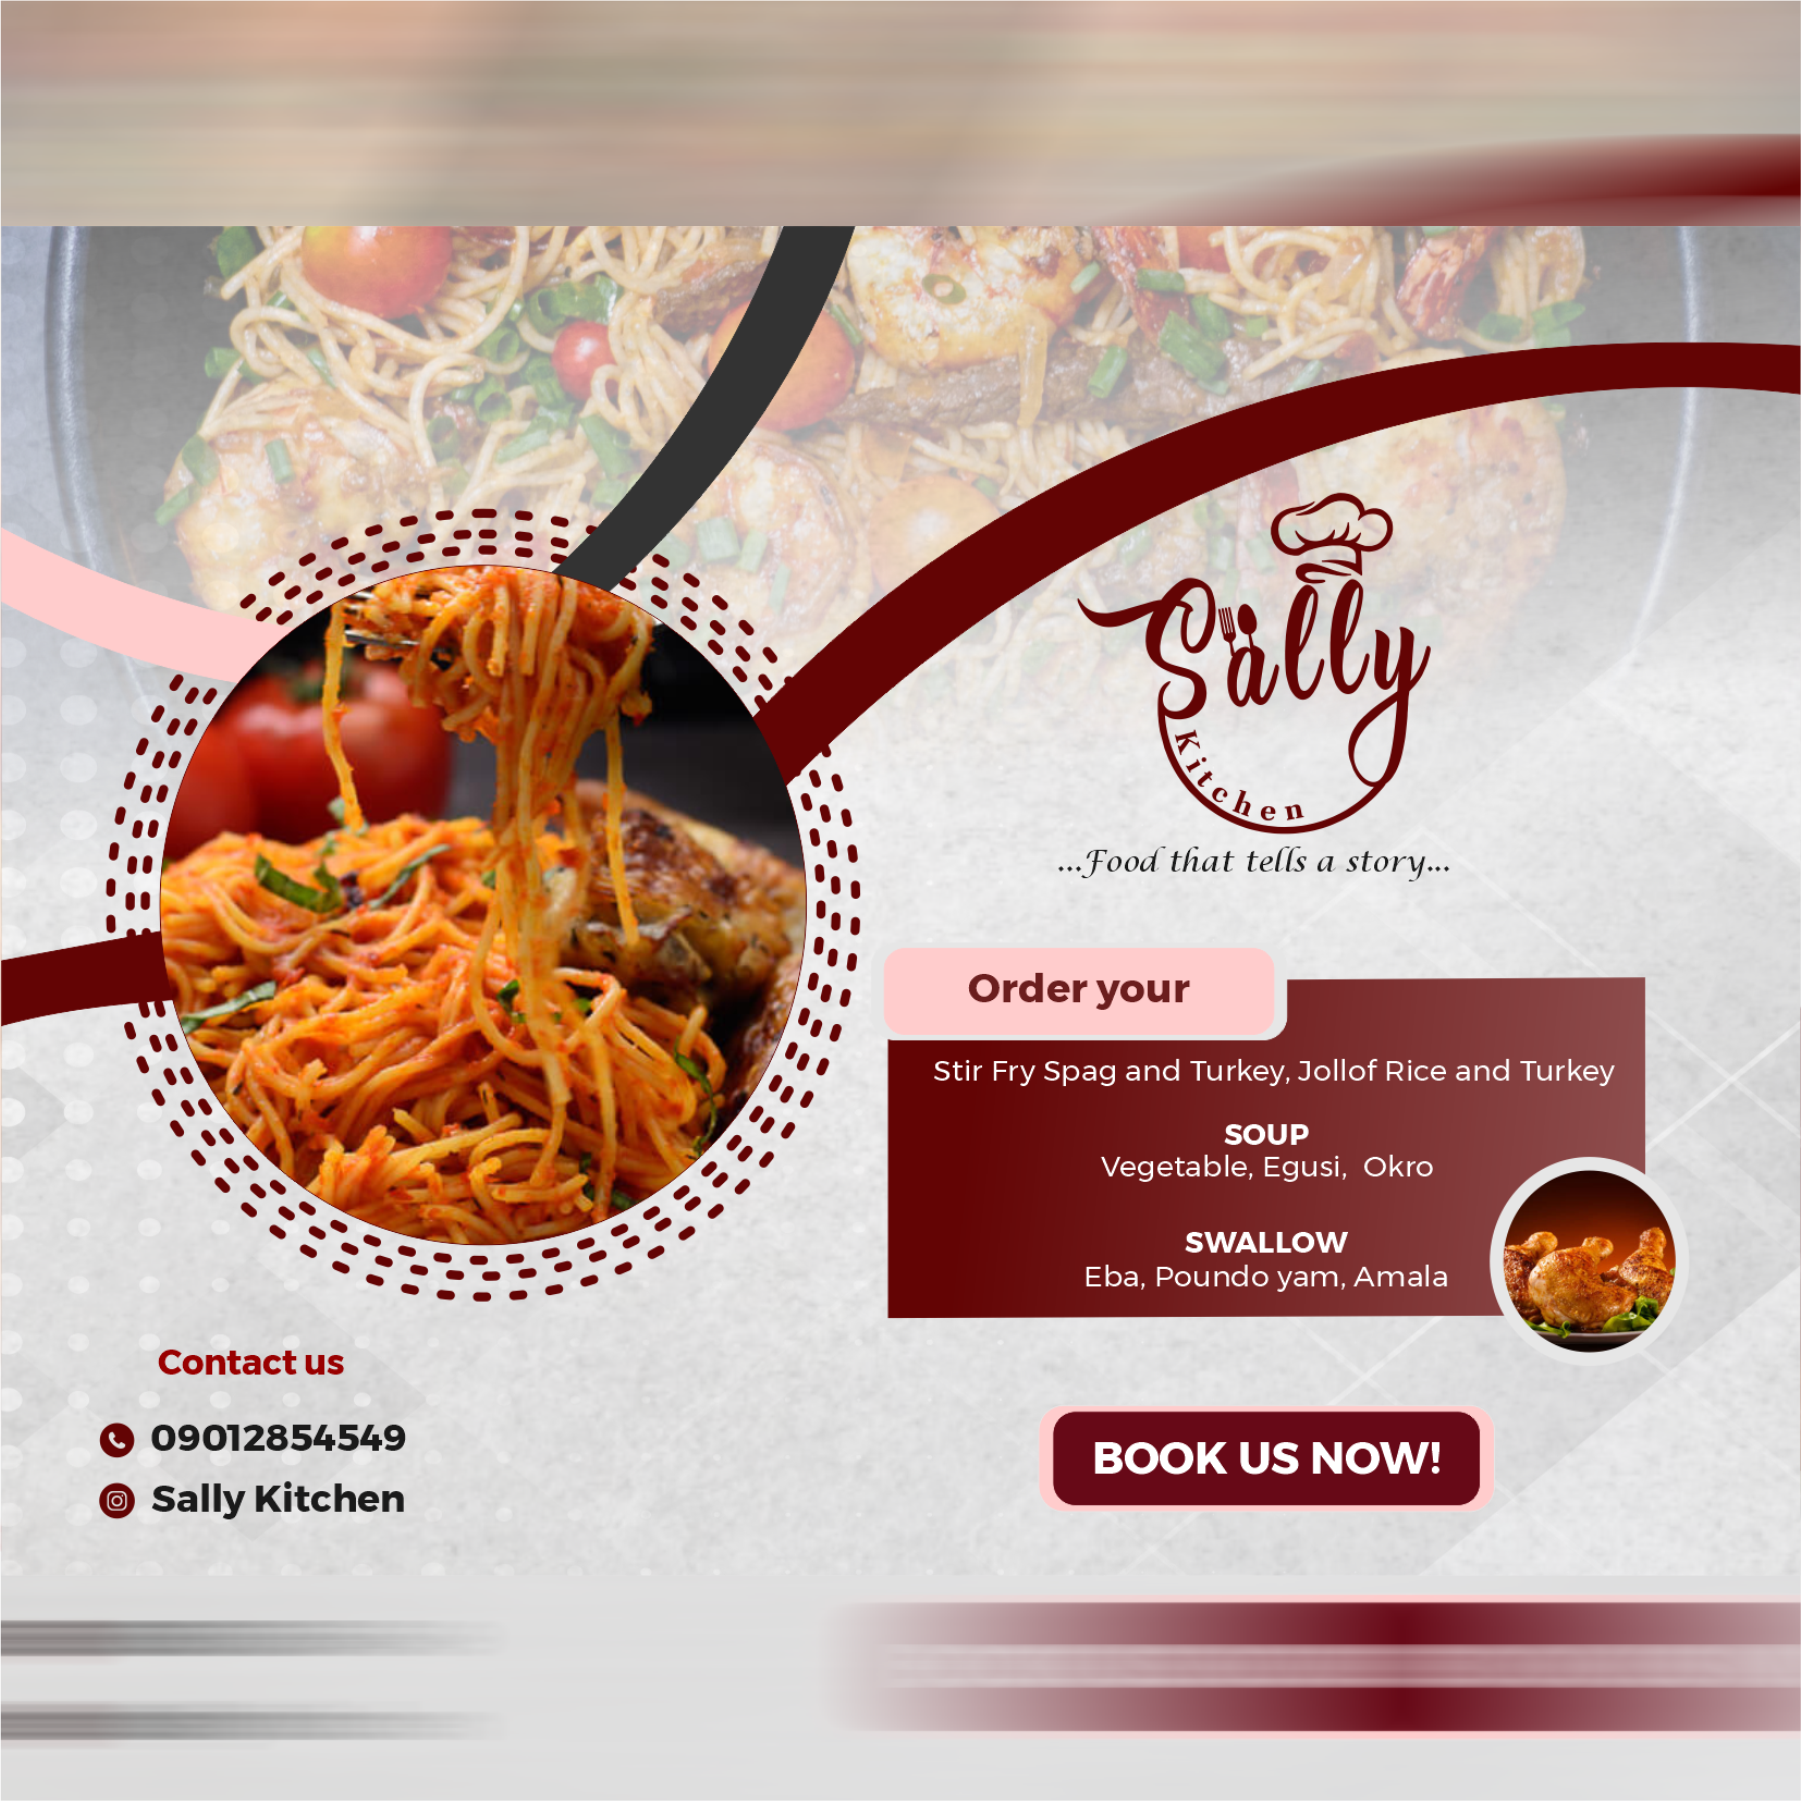 Sally
Kitchen
...Food that tells a story...
Order your
Stir Fry Spag and Turkey, Jollof Rice and Turkey
SOUP
Vegetable, Egusi, Okro
SWALLOW
Eba, Poundo yam, Amala
Contact us
09012854549
Sally Kitchen
BOOK US NOW!